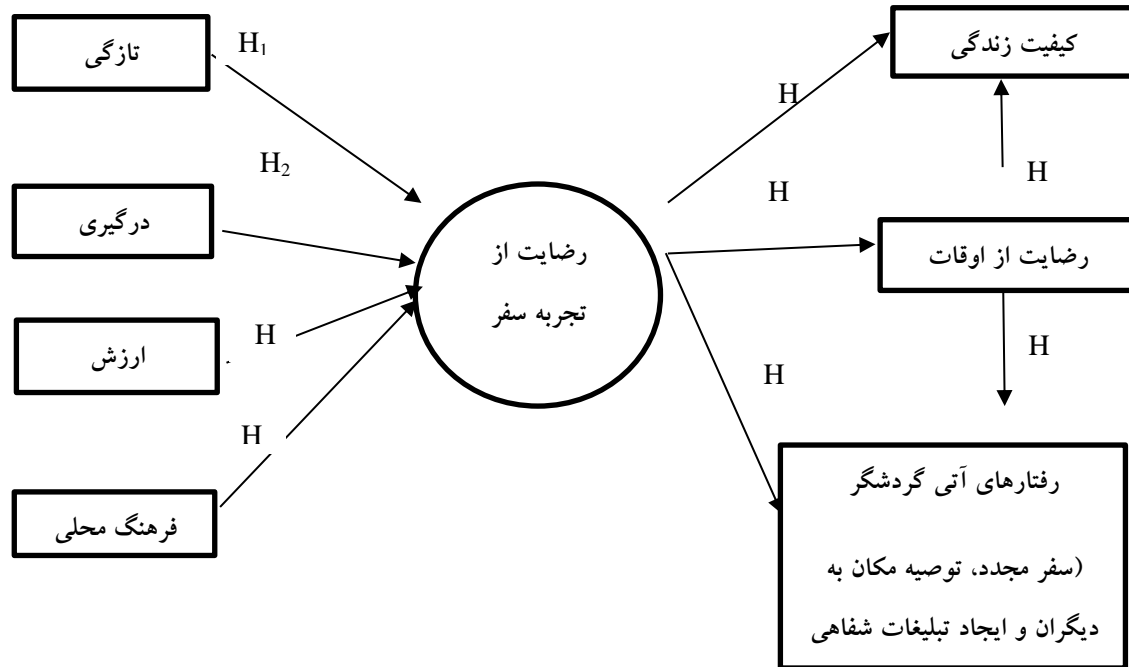 تازگی
H₁
کیفیت زندگی
H
H₂
درگیری
H
H
رضایت از
تجربه سفر
رضایت از اوقات
ارزش
H
H
H
فرهنگ محلی
H
رفتارهای آتی گردشگر
(سفر مجدد، توصیه مکان به
دیگران و ایجاد تبلیغات شفاهی